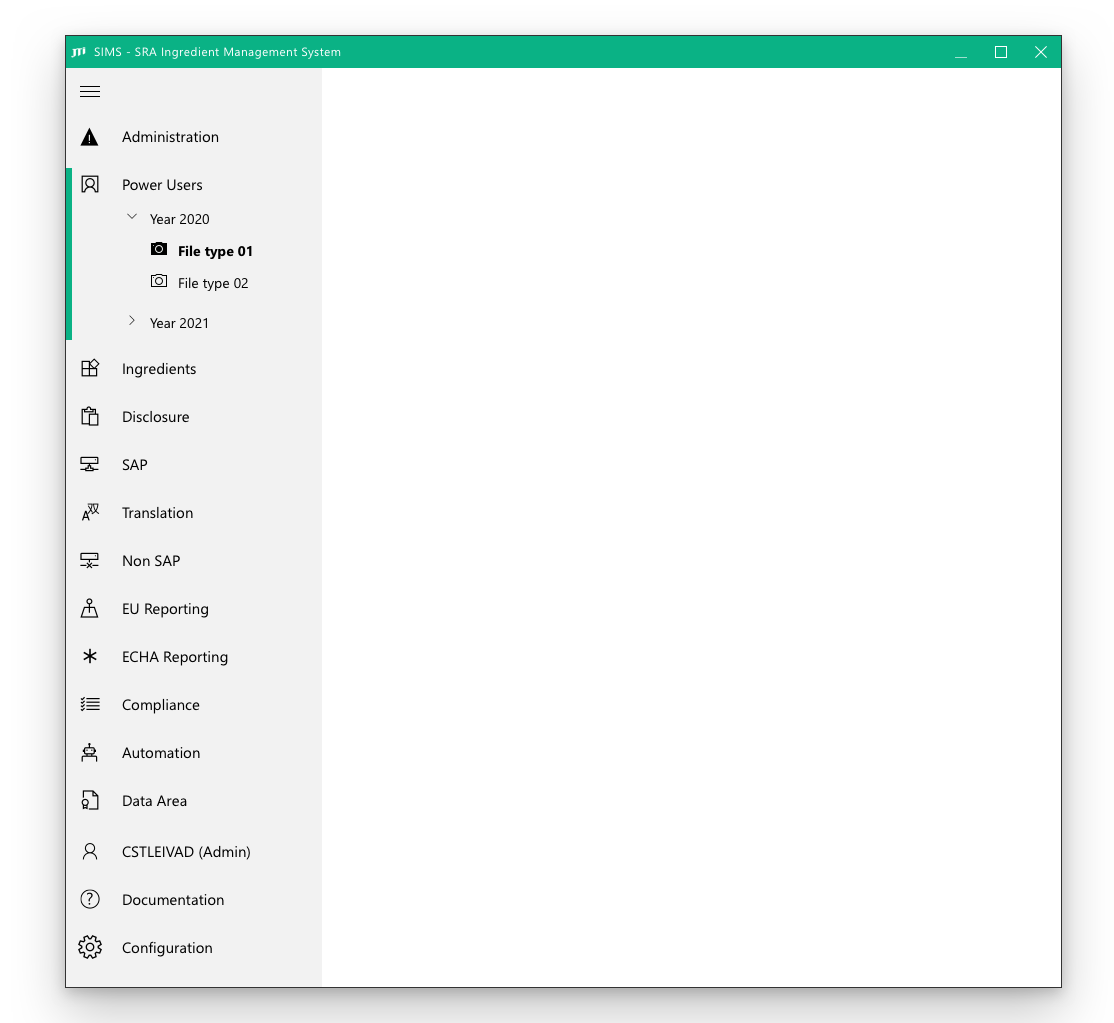 JTI SIMS - SRA Ingredient Management System
Administration
Power Users
Year 2020
File type 01
File type 02
Year 2021
Ingredients
Disclosure
SAP
Translation
Non SAP
EU Reporting
ECHA Reporting
Compliance
Automation
Data Area
CSTLEIVAD (Admin)
Documentation
Configuration